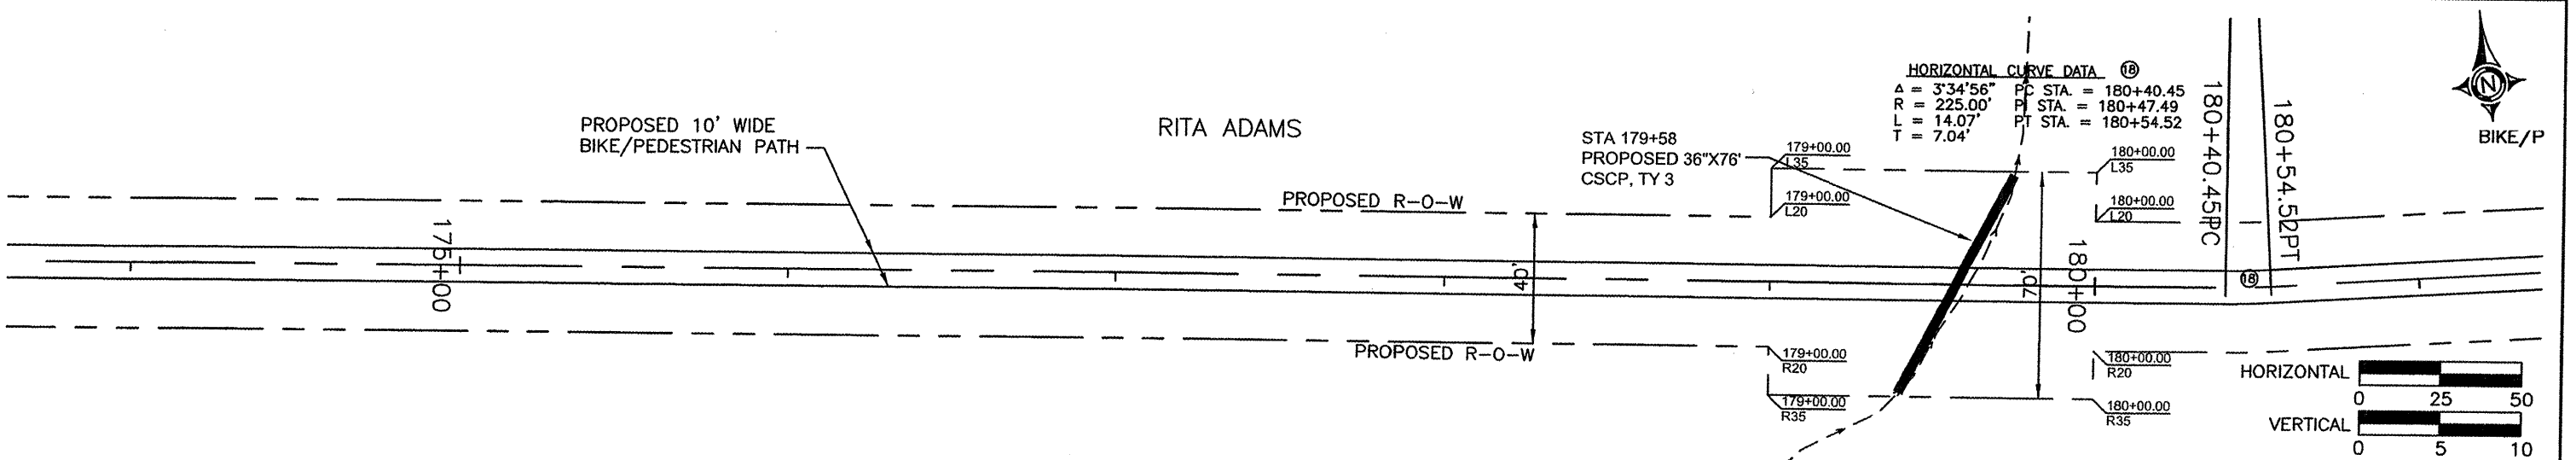 HORIZONTAL CURVE DATA 18
Δ = 3°34'56" PC STA. = 180+40.45
R = 225.00' PI STA. = 180+47.49
L = 14.07' PT STA. = 180+54.52
T = 7.04'
N
BIKE/P
PROPOSED 10' WIDE
BIKE/PEDESTRIAN PATH
RITA ADAMS
STA 179+58
PROPOSED 36"X76'
CSCP, TY 3
179+00.00
L35
179+00.00
L20
180+00.00
L35
180+00.00
L20
180+40.45PC
180+54.52PT
PROPOSED R-O-W
175+00
40'
70'
180+00
18
PROPOSED R-O-W
179+00.00
R20
179+00.00
R35
180+00.00
R20
180+00.00
R35
HORIZONTAL
0 25 50
VERTICAL
0 5 10